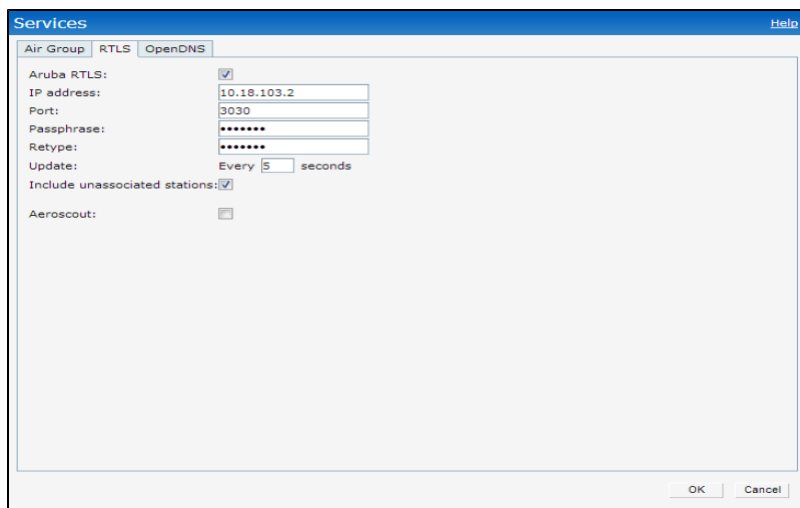 Services Help
Air Group RTLS OpenDNS
Aruba RTLS:
IP address: 10.18.103.2
Port: 3030
Passphrase: •••••••
Retype: •••••••
Update: Every 5 seconds
Include unassociated stations:
Aeroscout:
OK Cancel